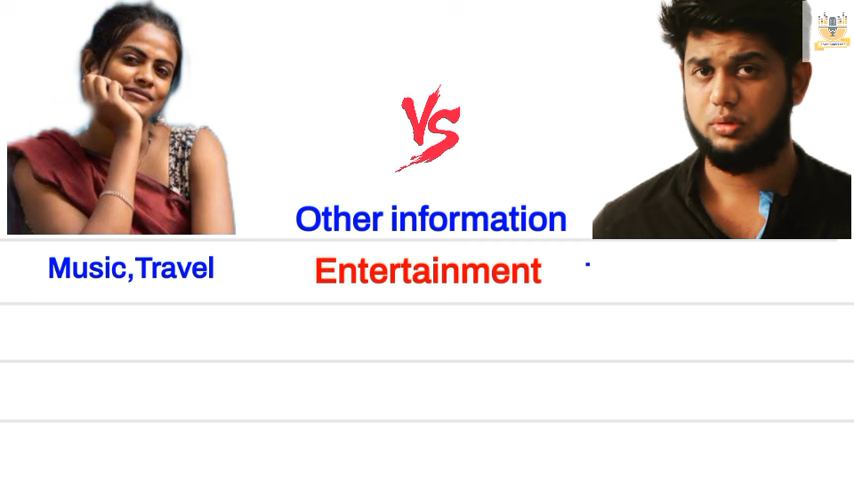 VS
Other information
Music,Travel
Entertainment